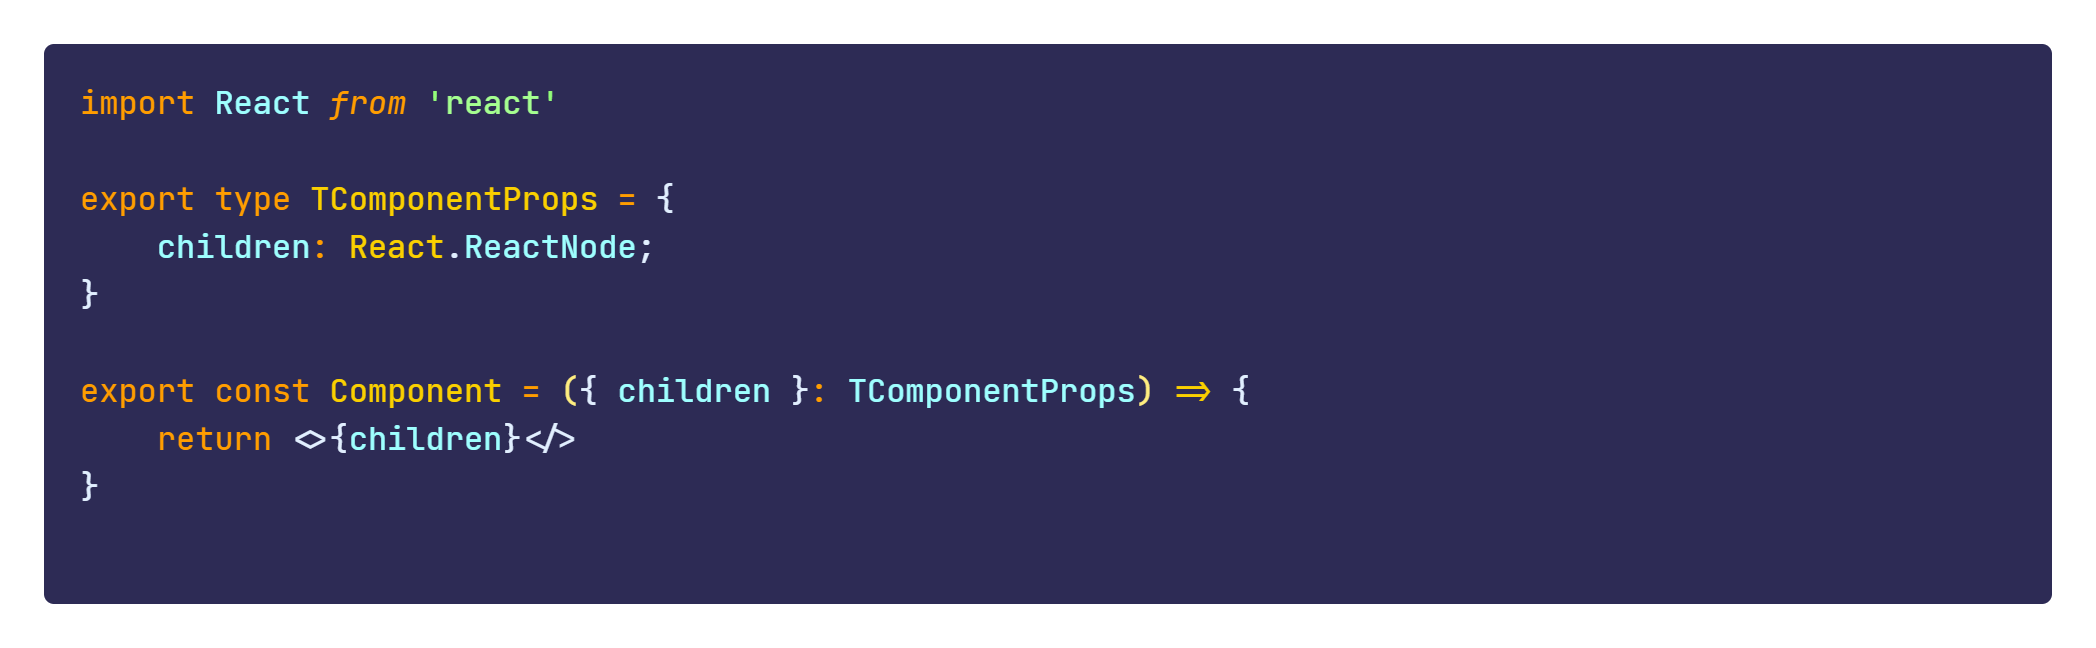 import React from 'react'
export type TComponentProps = {
    children: React.ReactNode;
}
export const Component = ({ children }: TComponentProps) => {
    return <>{children}</>
}